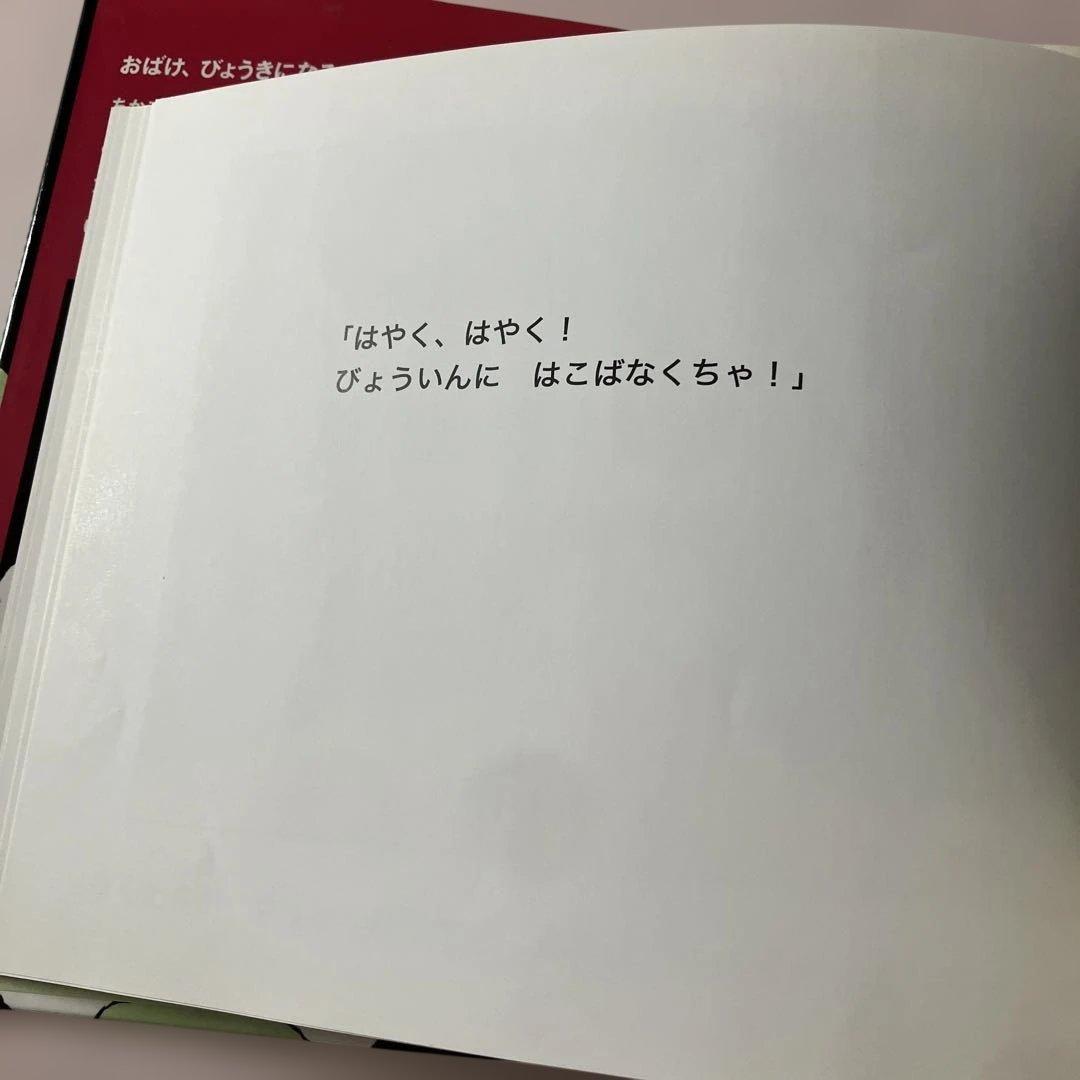 おばけ、びょうきになる
「はやく、はやく！
びょういんに　はこばなくちゃ！」